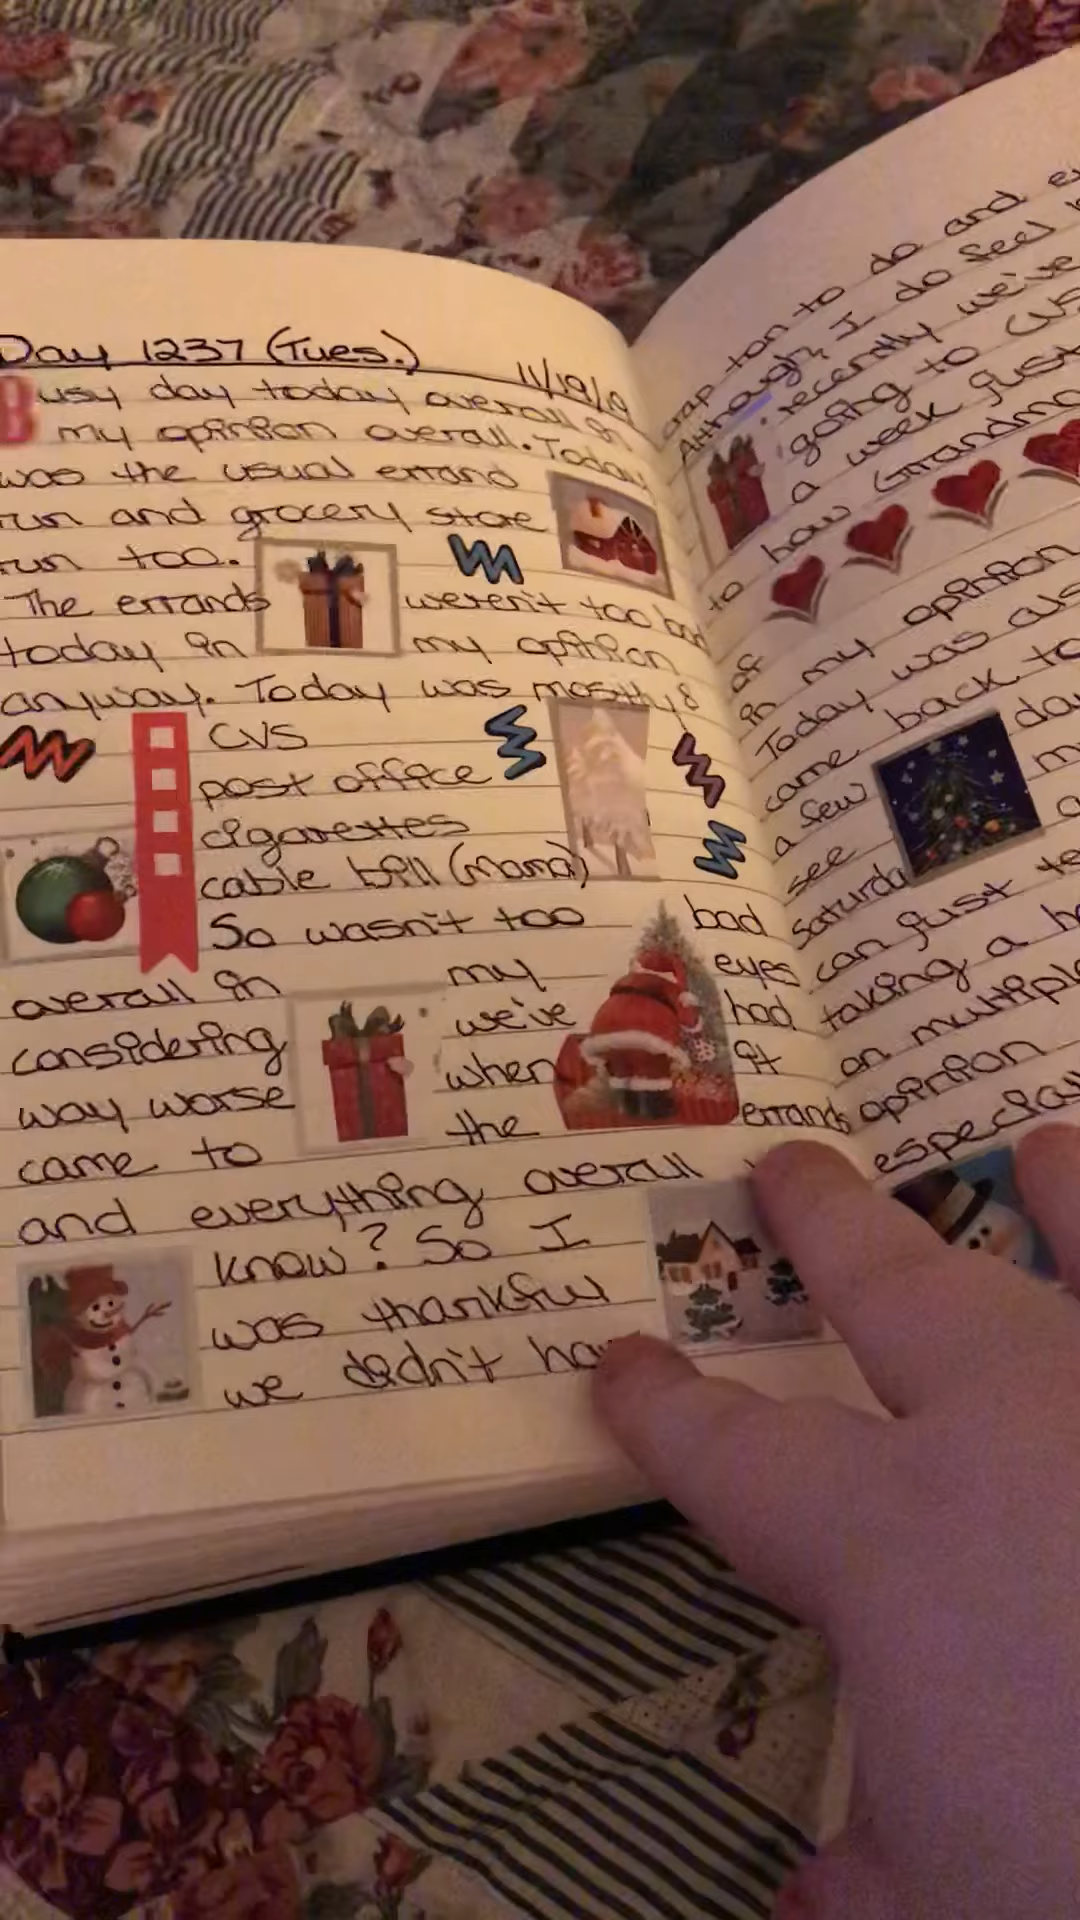 Day 1237 (Tues.)
11/19/19
Busy day today overall in
my opinion overall. Today
was the usual errand
run and grocery store
run too.
The errands weren't too bad
today in my opinion
anyway. Today was mostly:
CVS
post office
cigarettes
cable bill (mama)
So wasn't too bad
overall in my eyes
considering we've had
way worse when it
came to the errands
and everything overall
know? So I
was thankful
we didn't
crap ton to do and
Although, I do feel
recently we've
going to CVS
a week just
to how Grandma
of
in my opinion
Today was
came back to
a few
see
Saturda
can just
taking a
on multiple
opinion
especial